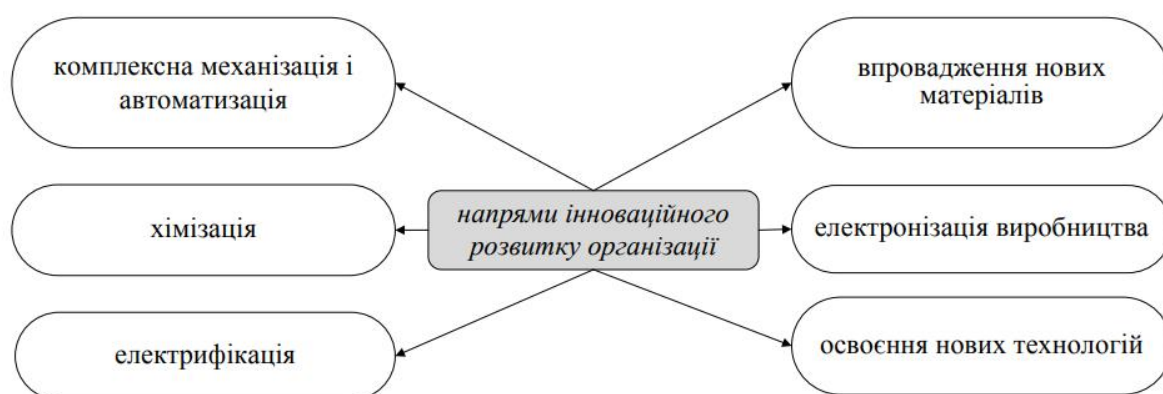 комплексна механізація і
автоматизація
впровадження нових
матеріалів
хімізація
напрями інноваційного
розвитку організації
електронізація виробництва
електрифікація
освоєння нових технологій